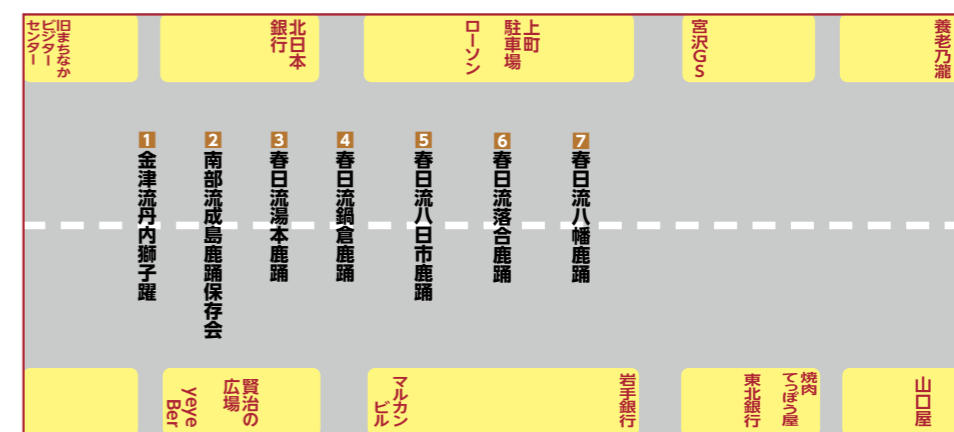 旧まちなか
ビジター
センター
北日本
銀行
上町
駐車場
ローソン
宮沢GS
養老乃瀧
1 金津流丹内獅子躍
2 南部流成島鹿踊保存会
3 春日流湯本鹿踊
4 春日流鍋倉鹿踊
5 春日流八日市鹿踊
6 春日流落合鹿踊
7 春日流八幡鹿踊
yeye
Ber
賢治の
広場
マルカン
ビル
岩手銀行
東北銀行
焼肉
てっぽう屋
山口屋